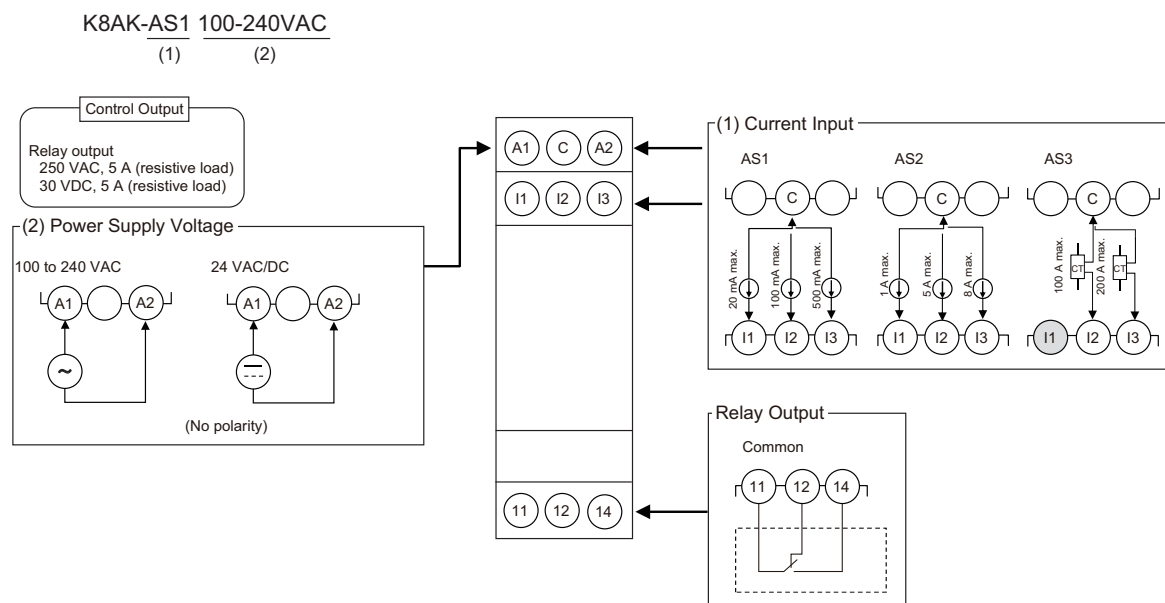 K8AK-AS1 100-240VAC
(1) (2)
Control Output
Relay output
250 VAC, 5 A (resistive load)
30 VDC, 5 A (resistive load)
(2) Power Supply Voltage
100 to 240 VAC
24 VAC/DC
A1 A2
A1 A2
~
(No polarity)
A1 C A2
I1 I2 I3
11 12 14
(1) Current Input
AS1
AS2
AS3
C
C
C
20 mA max.
100 mA max.
500 mA max.
1 A max.
5 A max.
8 A max.
100 A max.
CT
200 A max.
CT
I1 I2 I3
I1 I2 I3
I1 I2 I3
Relay Output
Common
11 12 14